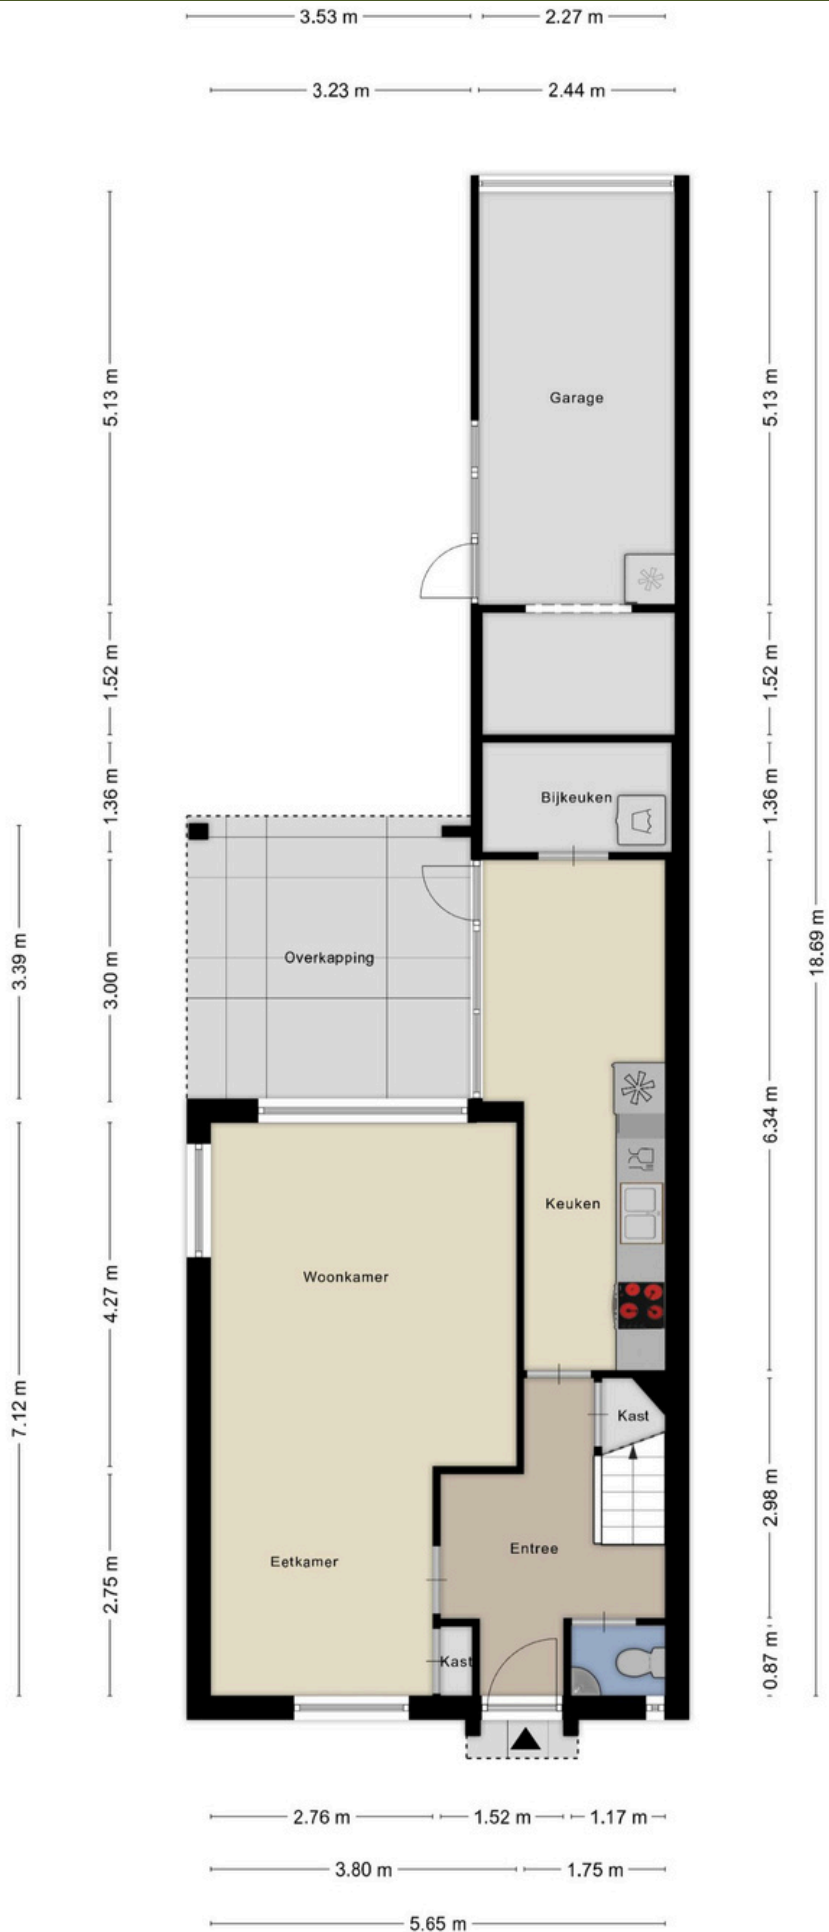 3.53 m 2.27 m
3.23 m 2.44 m
5.13 m
Garage
5.13 m
1.52 m
1.52 m
1.36 m
Bijkeuken
1.36 m
3.39 m
3.00 m
Overkapping
18.69 m
6.34 m
Keuken
Woonkamer
4.27 m
7.12 m
Kast
2.98 m
Entree
Eetkamer
2.75 m
Kast
0.87 m
2.76 m 1.52 m 1.17 m
3.80 m 1.75 m
5.65 m